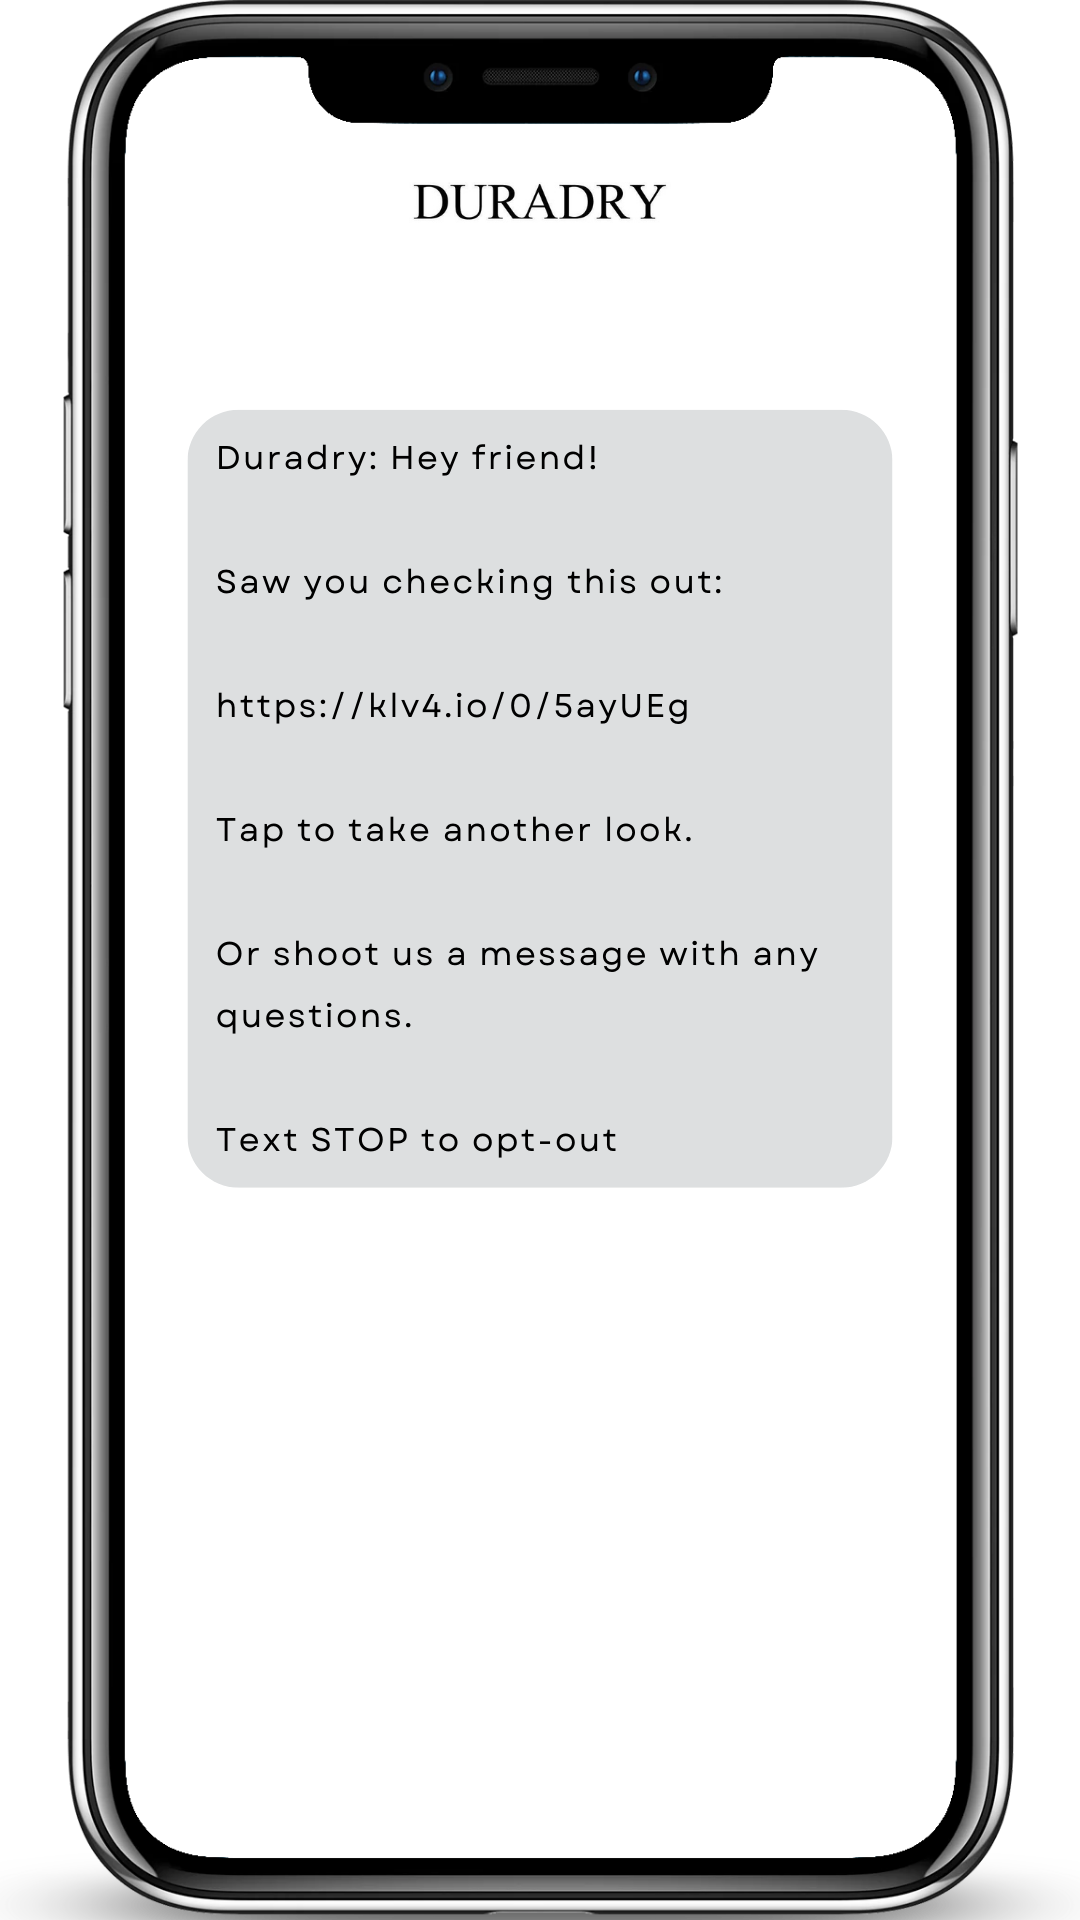 DURADRY
Duradry: Hey friend!
Saw you checking this out:
https://klv4.io/0/5ayUEg
Tap to take another look.
Or shoot us a message with any
questions.
Text STOP to opt-out